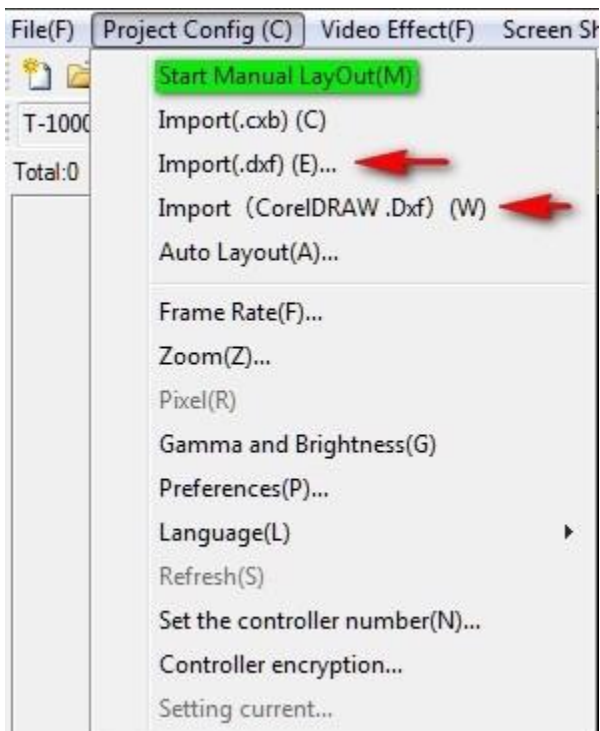 File(F) Project Config (C) Video Effect(F) Screen
Start Manual LayOut(M)
T-1000
Import(.cxb) (C)
Total:0
Import(.dxf) (E)...
Import（CorelDRAW .Dxf）(W)
Auto Layout(A)...
Frame Rate(F)...
Zoom(Z)...
Pixel(R)
Gamma and Brightness(G)
Preferences(P)...
Language(L)
Refresh(S)
Set the controller number(N)...
Controller encryption...
Setting current...